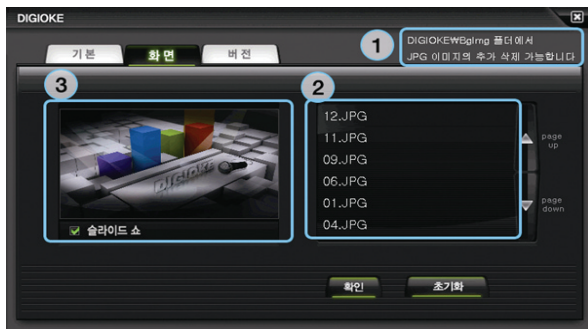 DIGIOKE
기본
화면
버전
1
DIGIOKE₩BgImg 폴더에서
JPG 이미지의 추가 삭제 가능합니다
3
2
DIGIOKE
슬라이드 쇼
12.JPG
11.JPG
09.JPG
06.JPG
01.JPG
04.JPG
page
up
page
down
확인
초기화